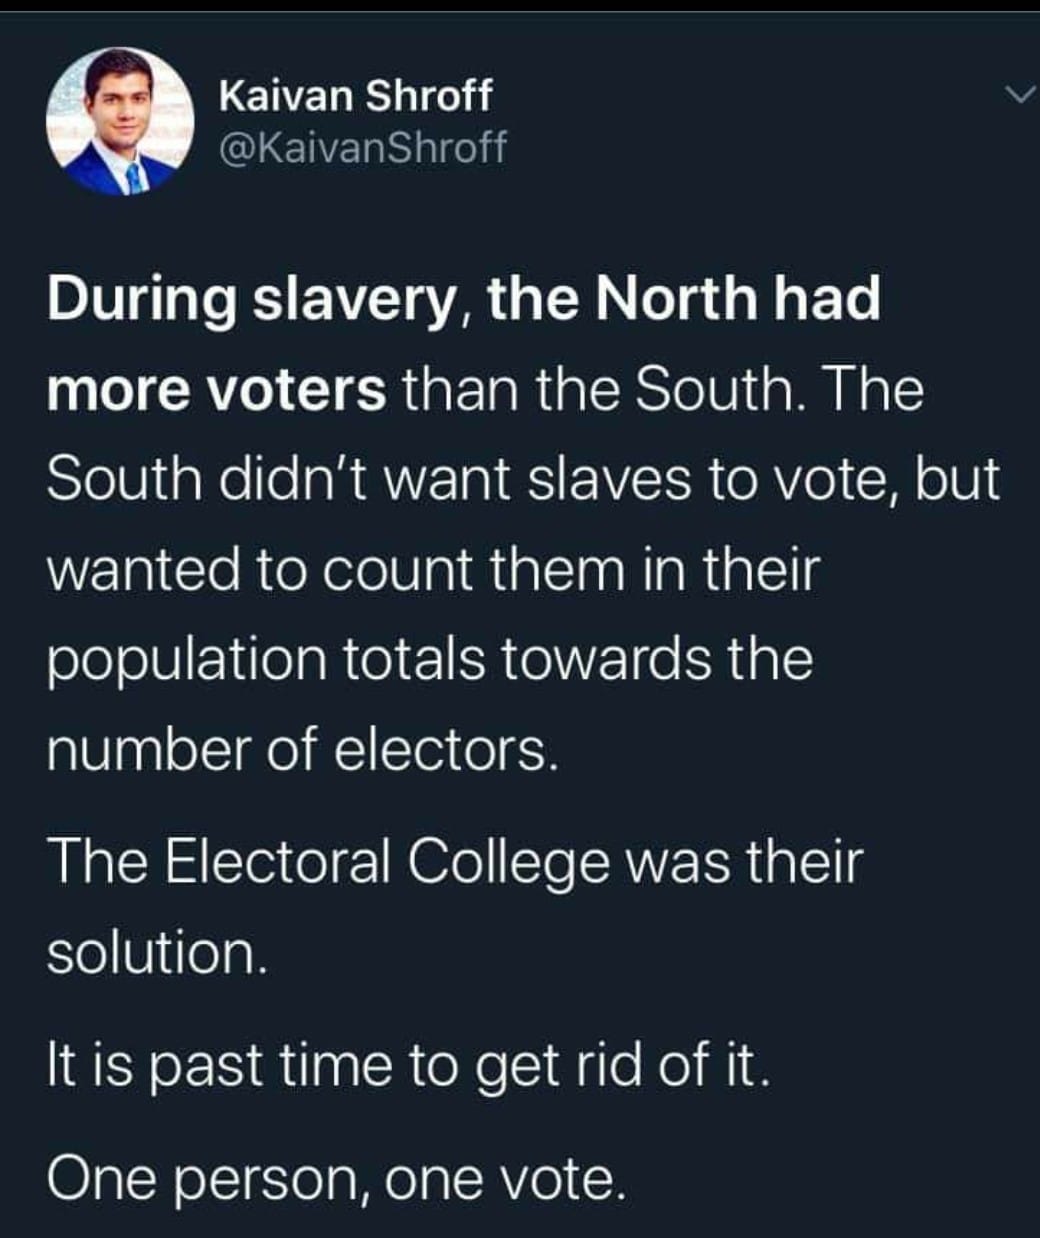 Kaivan Shroff
@KaivanShroff
During slavery, the North had
more voters than the South. The
South didn't want slaves to vote, but
wanted to count them in their
population totals towards the
number of electors.
The Electoral College was their
solution.
It is past time to get rid of it.
One person, one vote.